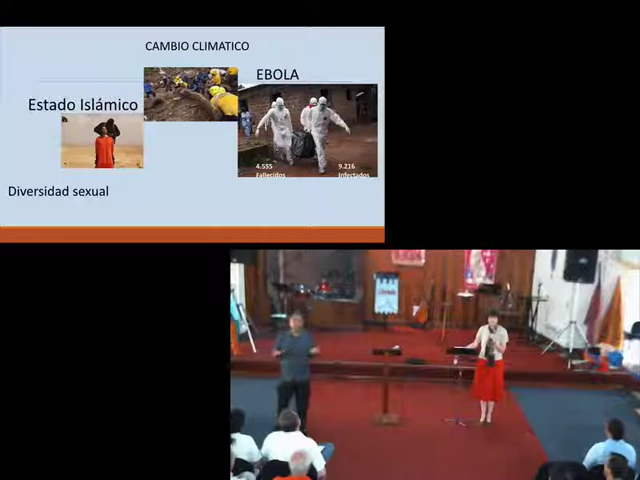 CAMBIO CLIMATICO
EBOLA
Estado Islámico
4.555
Fallecidos
9.216
Infectados
Diversidad sexual